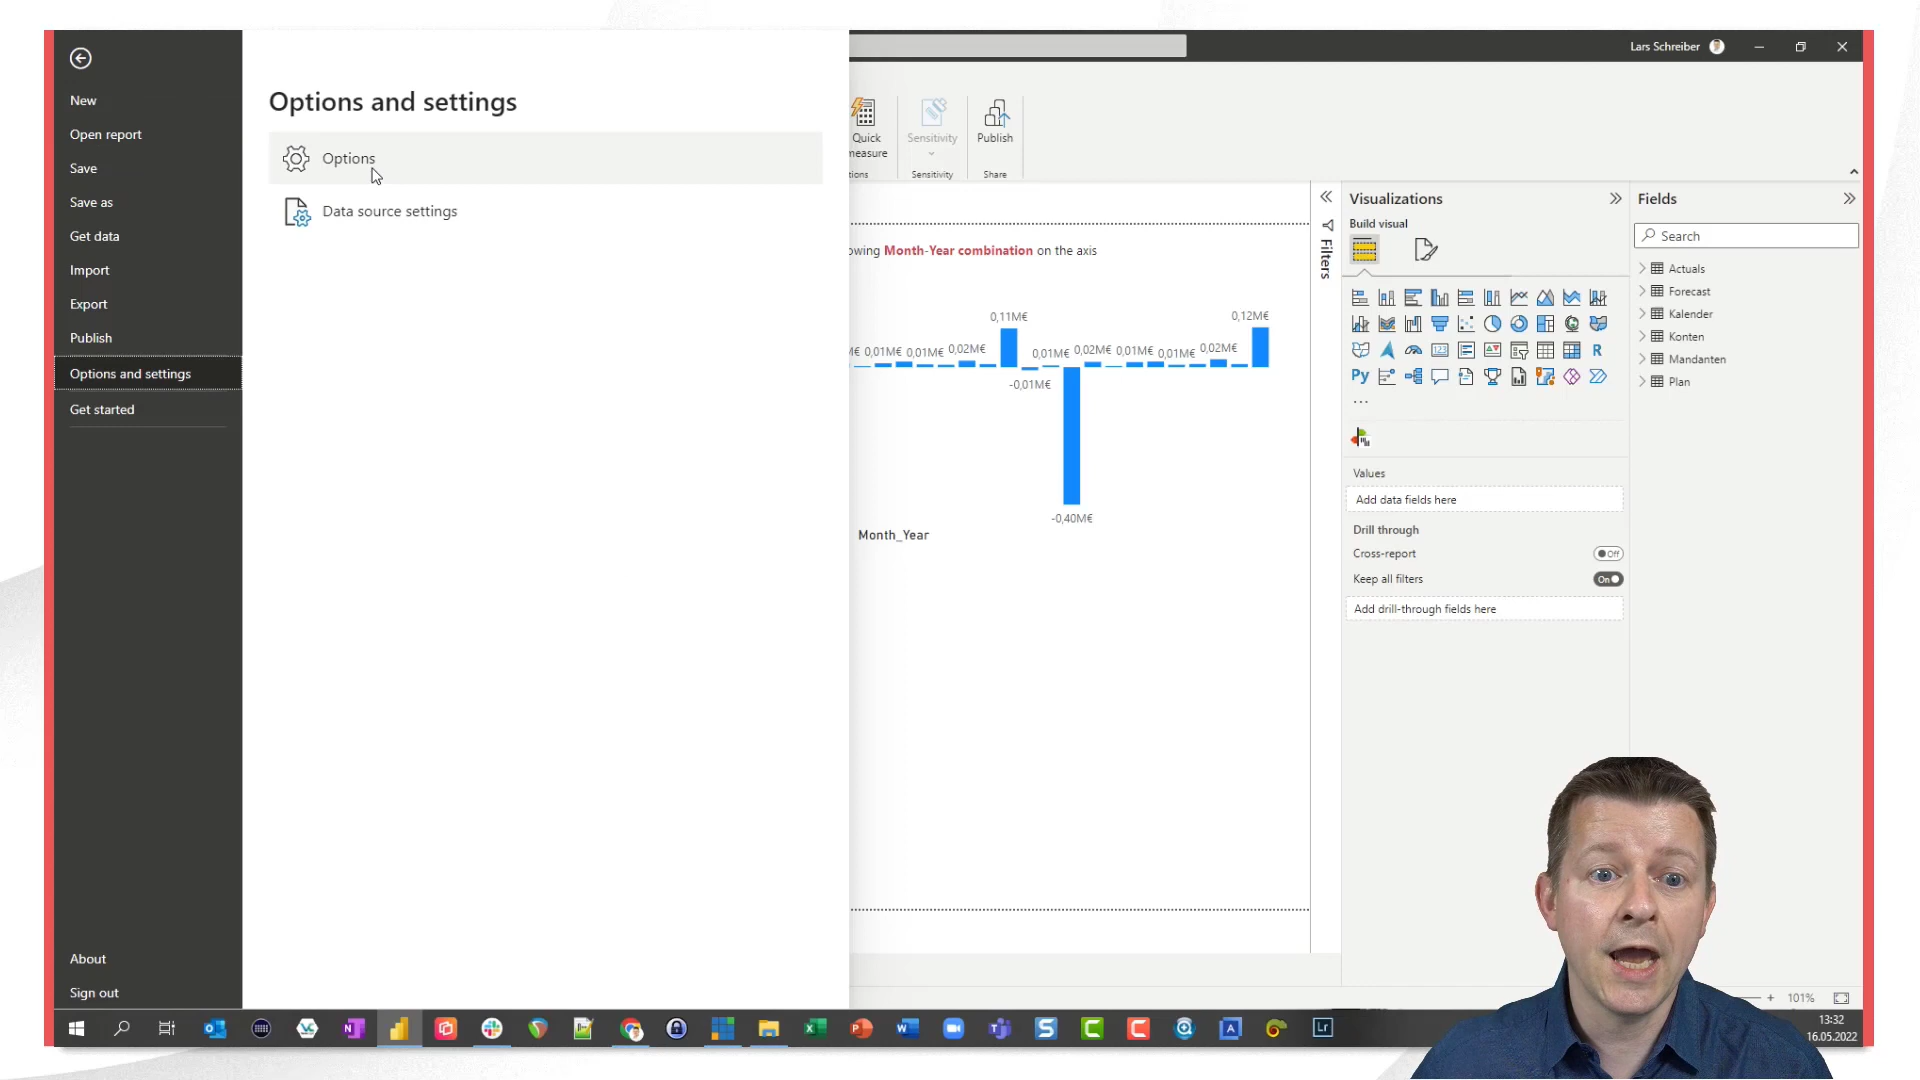 New
Open report
Save
Save as
Get data
Import
Export
Publish
Options and settings
Get started
About
Sign out
Options and settings
Options
Data source settings
Lars Schreiber
Quick
measure
Sensitivity
Publish
Sensitivity
Share
Month-Year combination on the axis
0,11M€
0,12M€
0,01M€ 0,01M€ 0,02M€
0,01M€ 0,02M€ 0,01M€ 0,01M€ 0,02M€
-0,01M€
-0,40M€
Month_Year
Filters
Visualizations
Build visual
R
Py
...
Values
Add data fields here
Drill through
Cross-report
Off
Keep all filters
On
Add drill-through fields here
Fields
Search
Actuals
Forecast
Kalender
Konten
Mandanten
Plan
101%
13:32
16.05.2022